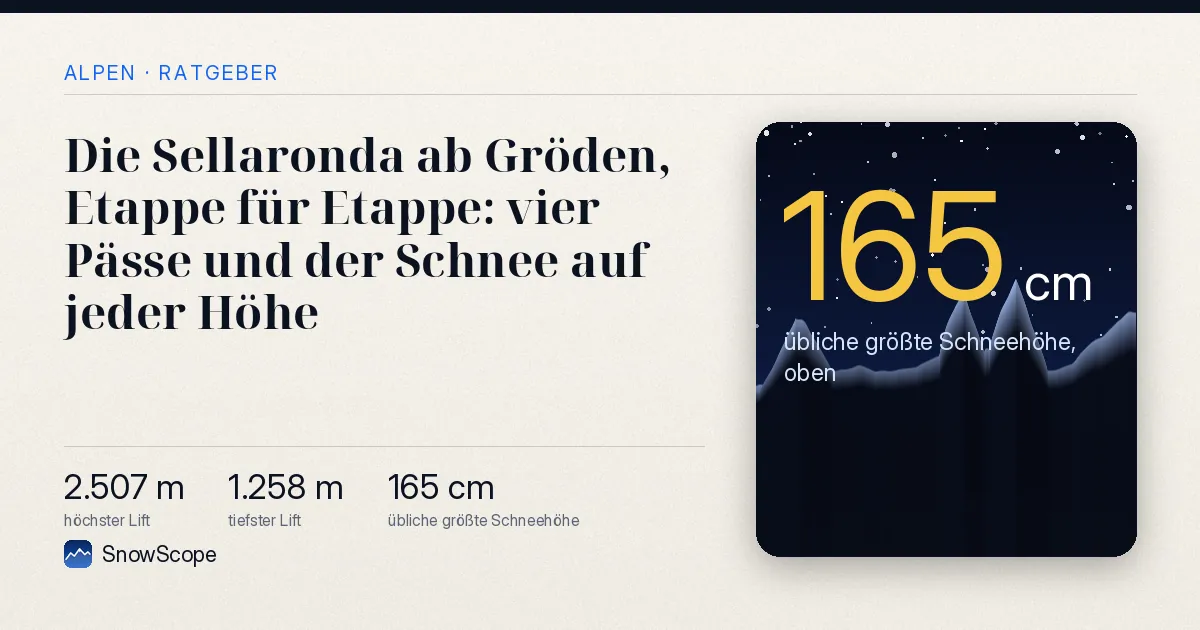 ALPEN · RATGEBER
Die Sellaronda ab Gröden,
Etappe für Etappe: vier
Pässe und der Schnee auf
jeder Höhe
165 cm
übliche größte Schneehöhe,
oben
2.507 m
höchster Lift
1.258 m
tiefster Lift
165 cm
übliche größte Schneehöhe
SnowScope